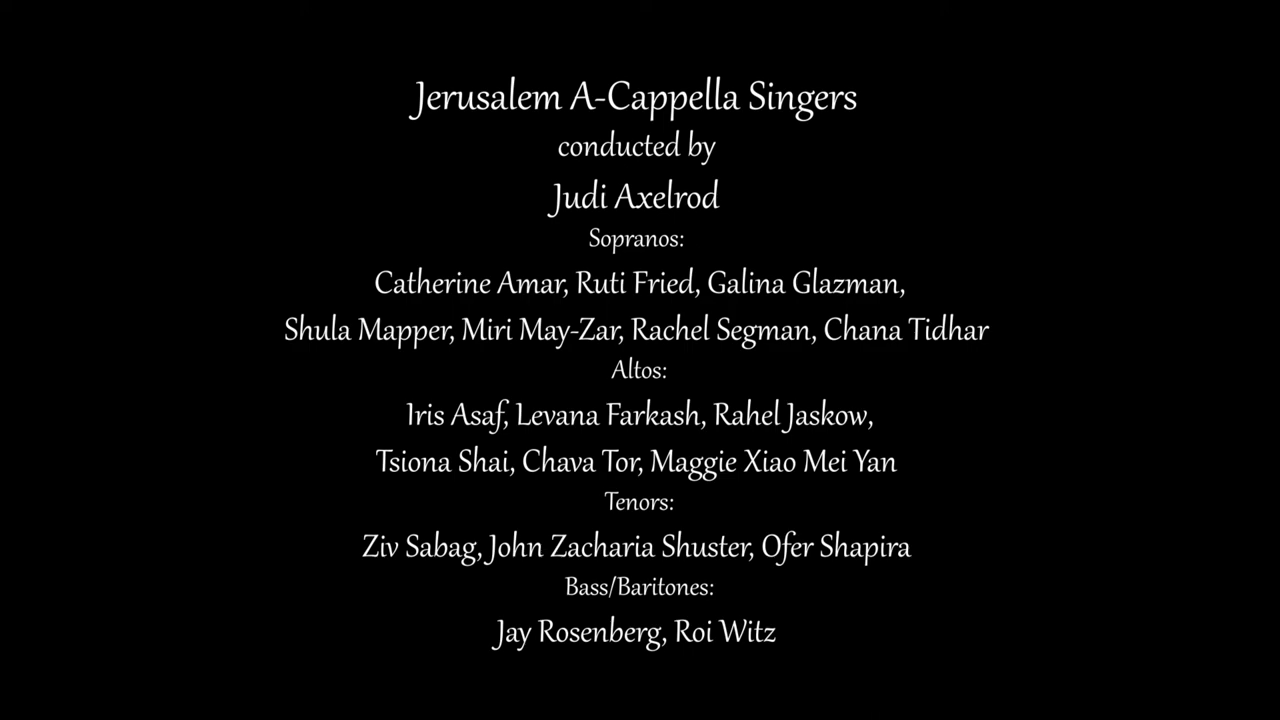 Jerusalem A-Cappella Singers
conducted by
Judi Axelrod
Sopranos:
Catherine Amar, Ruti Fried, Galina Glazman,
Shula Mapper, Miri May-Zar, Rachel Segman, Chana Tidhar
Altos:
Iris Asaf, Levana Farkash, Rahel Jaskow,
Tsiona Shai, Chava Tor, Maggie Xiao Mei Yan
Tenors:
Ziv Sabag, John Zacharia Shuster, Ofer Shapira
Bass/Baritones:
Jay Rosenberg, Roi Witz